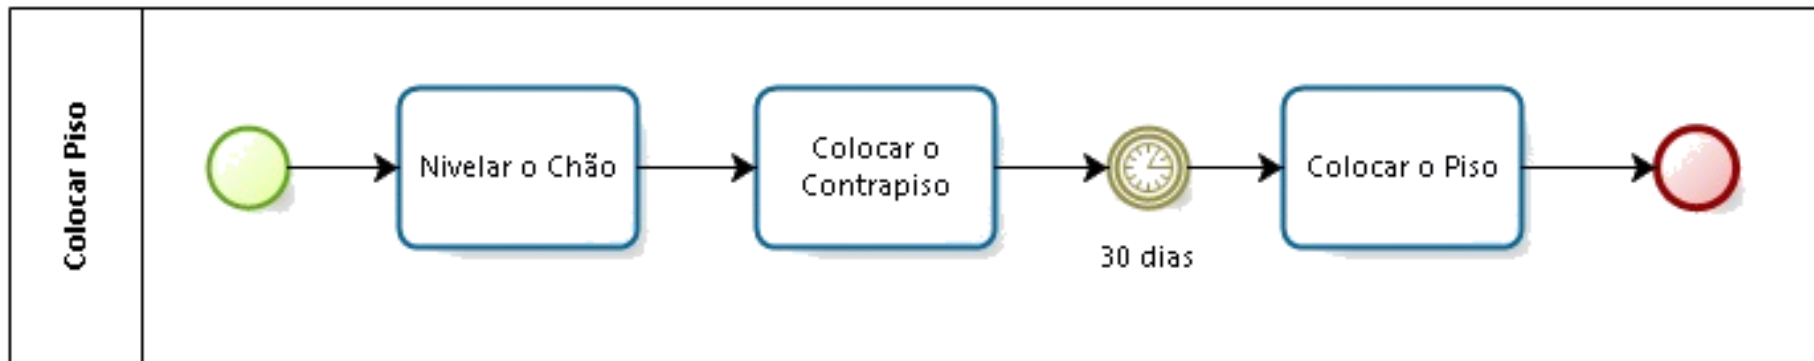 Colocar Piso
Nivelar o Chão
Colocar o
Contrapiso
30 dias
Colocar o Piso